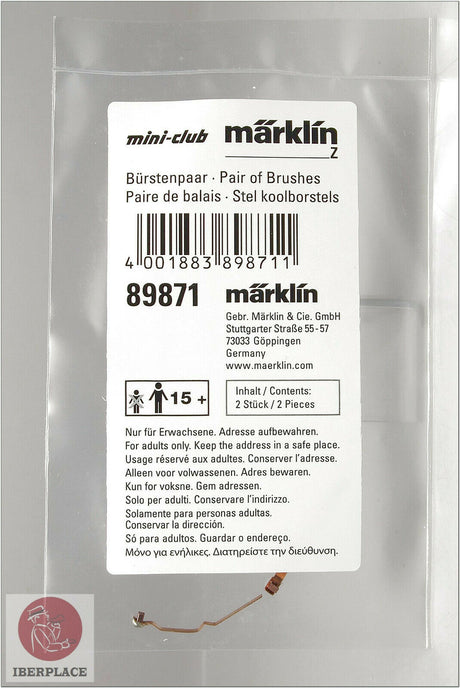 mini-club märklin
Z
Bürstenpaar · Pair of Brushes
Paire de balais · Stel koolborstels
4 001883 898711
89871 märklin
Gebr. Märklin & Cie. GmbH
Stuttgarter Straße 55-57
73033 Göppingen
Germany
www.maerklin.com
15 +
Inhalt / Contents:
2 Stück / 2 Pieces
Nur für Erwachsene. Adresse aufbewahren.
For adults only. Keep the address in a safe place.
Usage réservé aux adultes. Conserver l'adresse.
Alleen voor volwassenen. Adres bewaren.
Kun for voksne. Gem adressen.
Solo per adulti. Conservare l'indirizzo.
Solamente para personas adultas.
Conservar la dirección.
Só para adultos. Guardar o endereço.
Μόνο για ενήλικες. Διατηρείστε την διεύθυνση.
IBERPLACE